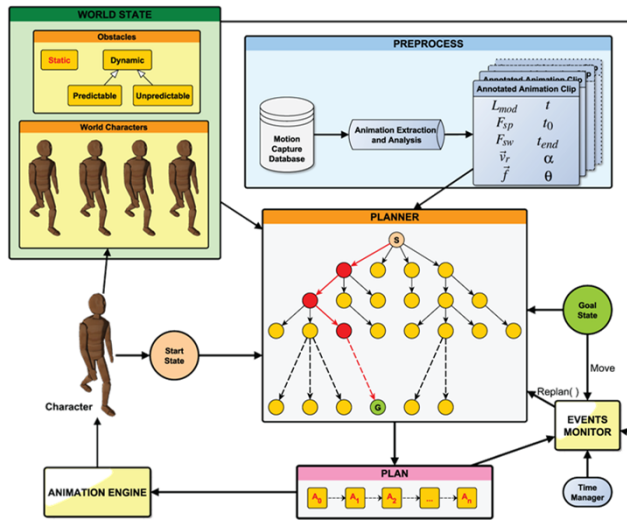 WORLD STATE
Obstacles
Static
Dynamic
Predictable
Unpredictable
World Characters
PREPROCESS
Motion
Capture
Database
Animation Extraction
and Analysis
Annotated Animation Clip
L_mod t
F_sp t_0
F_sw t_end
v_r α
f θ
PLANNER
S
G
Goal
State
Start
State
Character
Move
Replan( )
EVENTS
MONITOR
Time
Manager
ANIMATION ENGINE
PLAN
A_0 A_1 A_2 ... A_n